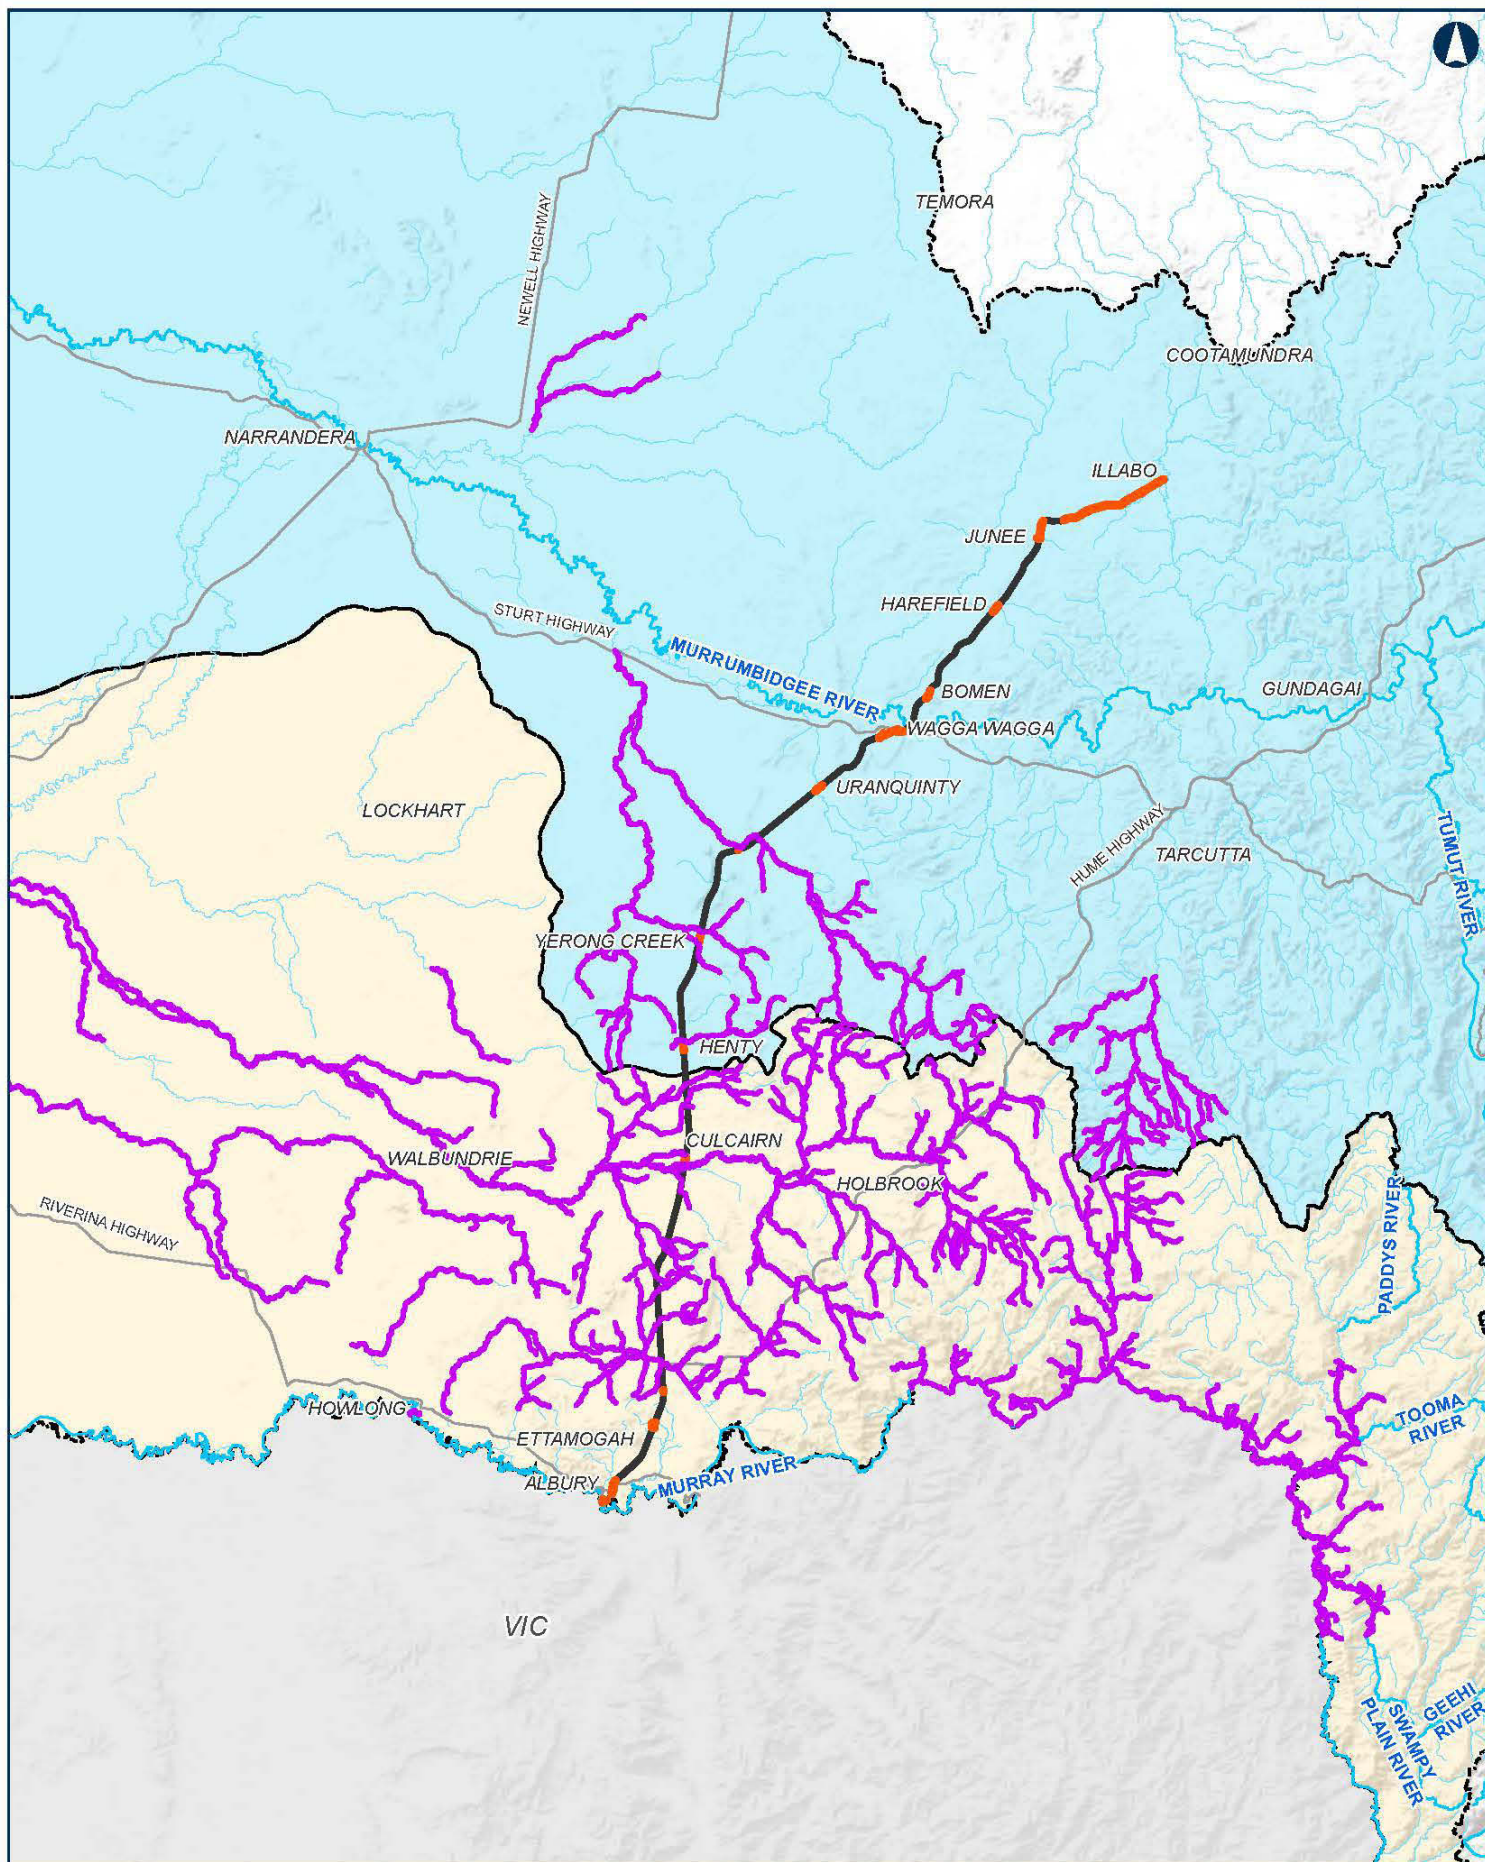 TEMORA
NEWELL HIGHWAY
COOTAMUNDRA
NARRANDERA
ILLABO
JUNEE
HAREFIELD
STURT HIGHWAY
MURRUMBIDGEE RIVER
BOMEN
GUNDAGAI
WAGGA WAGGA
URANQUINTY
LOCKHART
HUME HIGHWAY
TARCUTTA
TUMUT RIVER
YERONG CREEK
HENTY
CULCAIRN
WALBUNDRIE
HOLBROOK
RIVERINA HIGHWAY
PADDYS RIVER
HOWLONG
TOOMA
RIVER
ETTAMOGAH
ALBURY
MURRAY RIVER
VIC
GEEHI
RIVER
SWAMPY
PLAIN RIVER